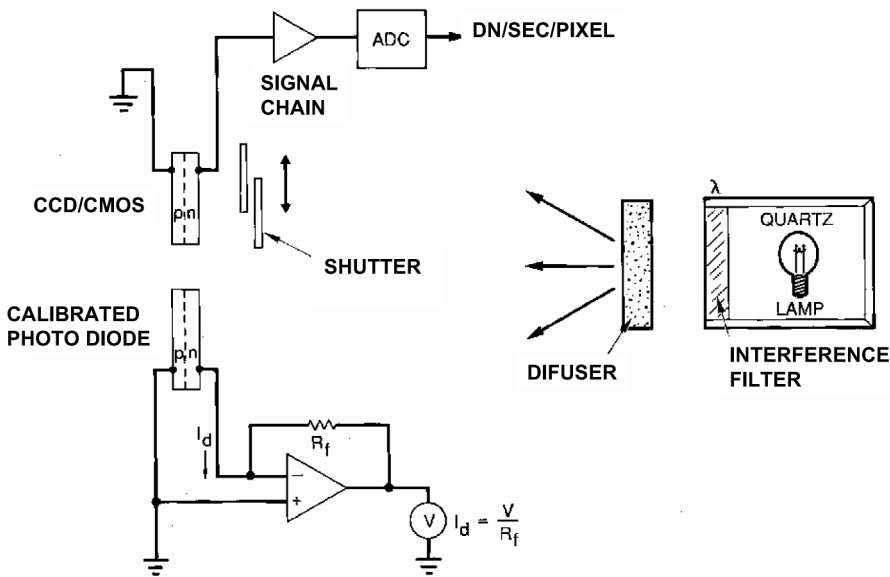 DN/SEC/PIXEL
ADC
SIGNAL
CHAIN
CCD/CMOS
p n
SHUTTER
λ
QUARTZ
LAMP
CALIBRATED
PHOTO DIODE
p n
DIFUSER
INTERFERENCE
FILTER
I_d
R_f
−
+
V
I_d = V/R_f